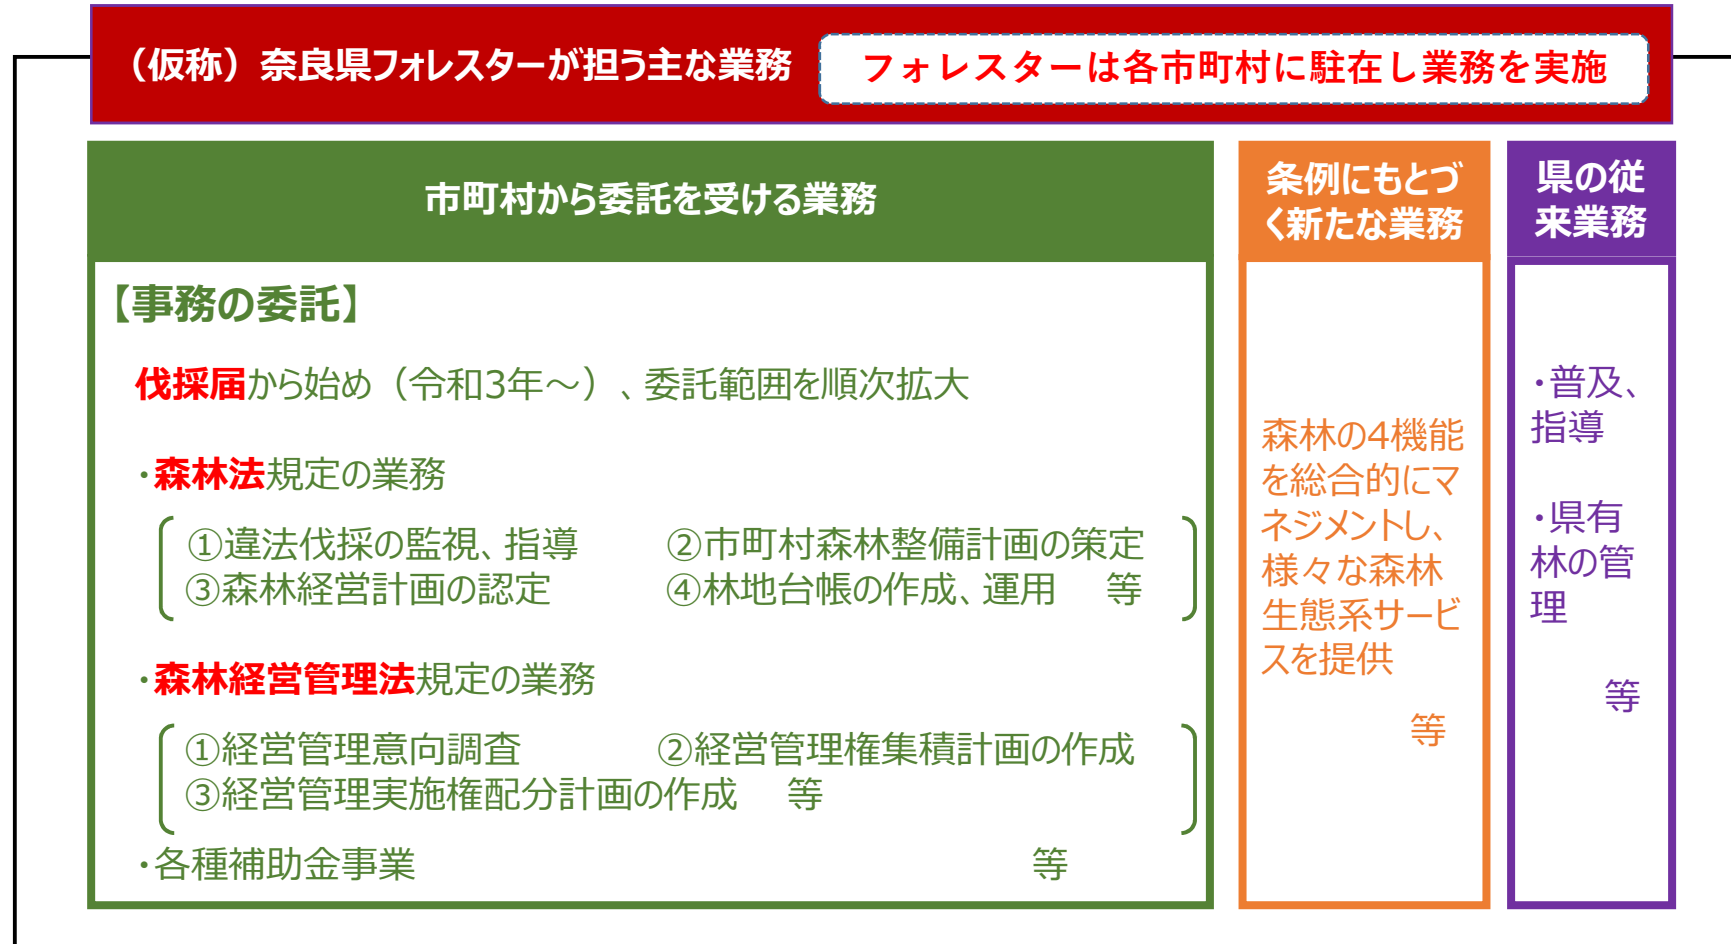 （仮称）奈良県フォレスターが担う主な業務
フォレスターは各市町村に駐在し業務を実施
市町村から委託を受ける業務
【事務の委託】
伐採届から始め（令和3年～）、委託範囲を順次拡大
・森林法規定の業務
①違法伐採の監視、指導 ②市町村森林整備計画の策定
③森林経営計画の認定 ④林地台帳の作成、運用 等
・森林経営管理法規定の業務
①経営管理意向調査 ②経営管理権集積計画の作成
③経営管理実施権配分計画の作成 等
・各種補助金事業 等
条例にもとづ
く新たな業務
森林の4機能
を総合的にマ
ネジメントし、
様々な森林
生態系サービ
スを提供
等
県の従
来業務
・普及、
指導
・県有
林の管
理
等